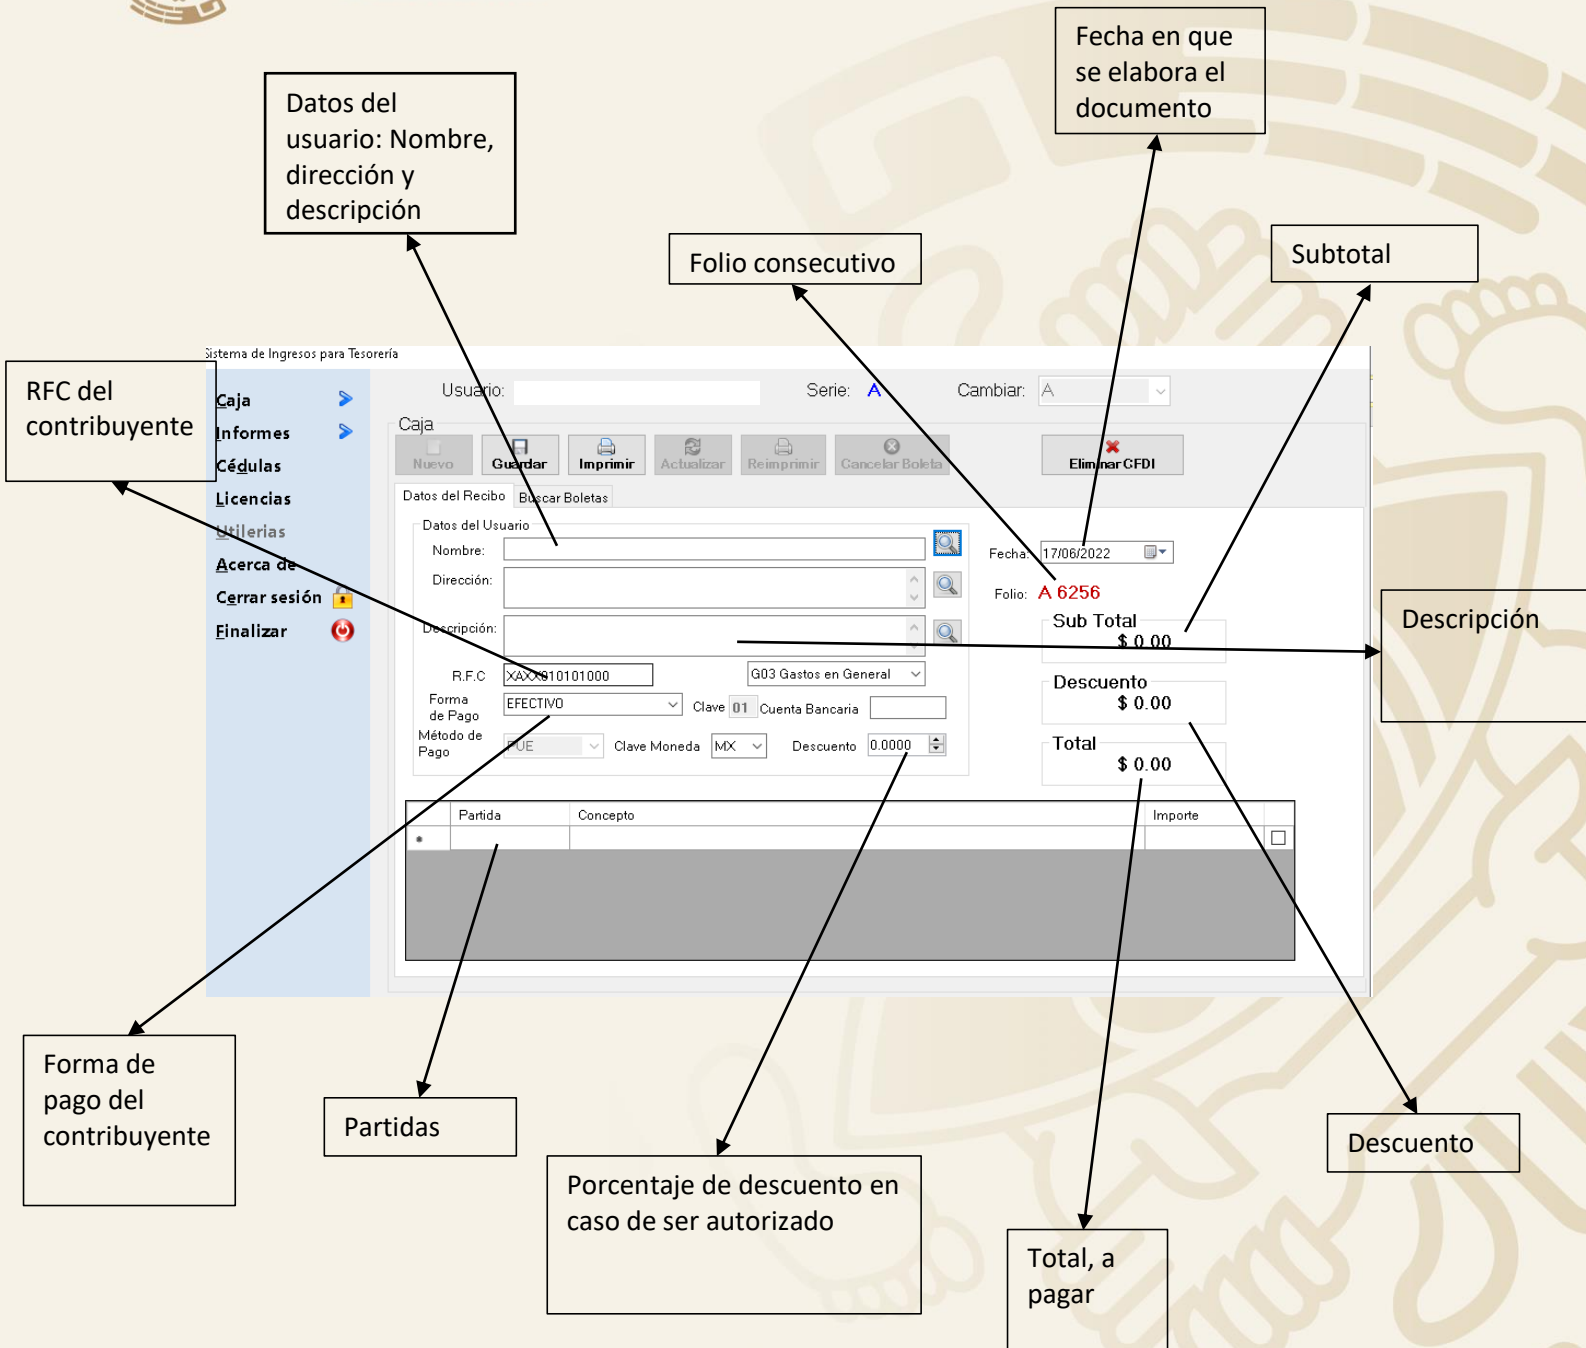 Fecha en que
se elabora el
documento
Datos del
usuario: Nombre,
dirección y
descripción
Folio consecutivo
Subtotal
RFC del
contribuyente
Sistema de Ingresos para Tesorería
Caja
Informes
Cédulas
Licencias
Utilerias
Acerca de
Cerrar sesión
Finalizar
Usuario:
Serie: A
Cambiar: A
Caja
Nuevo
Guardar
Imprimir
Actualizar
Reimprimir
Cancelar Boleta
Eliminar CFDI
Datos del Recibo
Buscar Boletas
Datos del Usuario
Nombre:
Dirección:
Descripción:
R.F.C XAXX010101000
G03 Gastos en General
Forma
de Pago
EFECTIVO
Clave 01
Cuenta Bancaria
Método de
Pago
PUE
Clave Moneda MX
Descuento 0.0000
Fecha: 17/06/2022
Folio: A 6256
Sub Total
$ 0.00
Descuento
$ 0.00
Total
$ 0.00
Descripción
Partida Concepto Importe
Forma de
pago del
contribuyente
Partidas
Porcentaje de descuento en
caso de ser autorizado
Total, a
pagar
Descuento